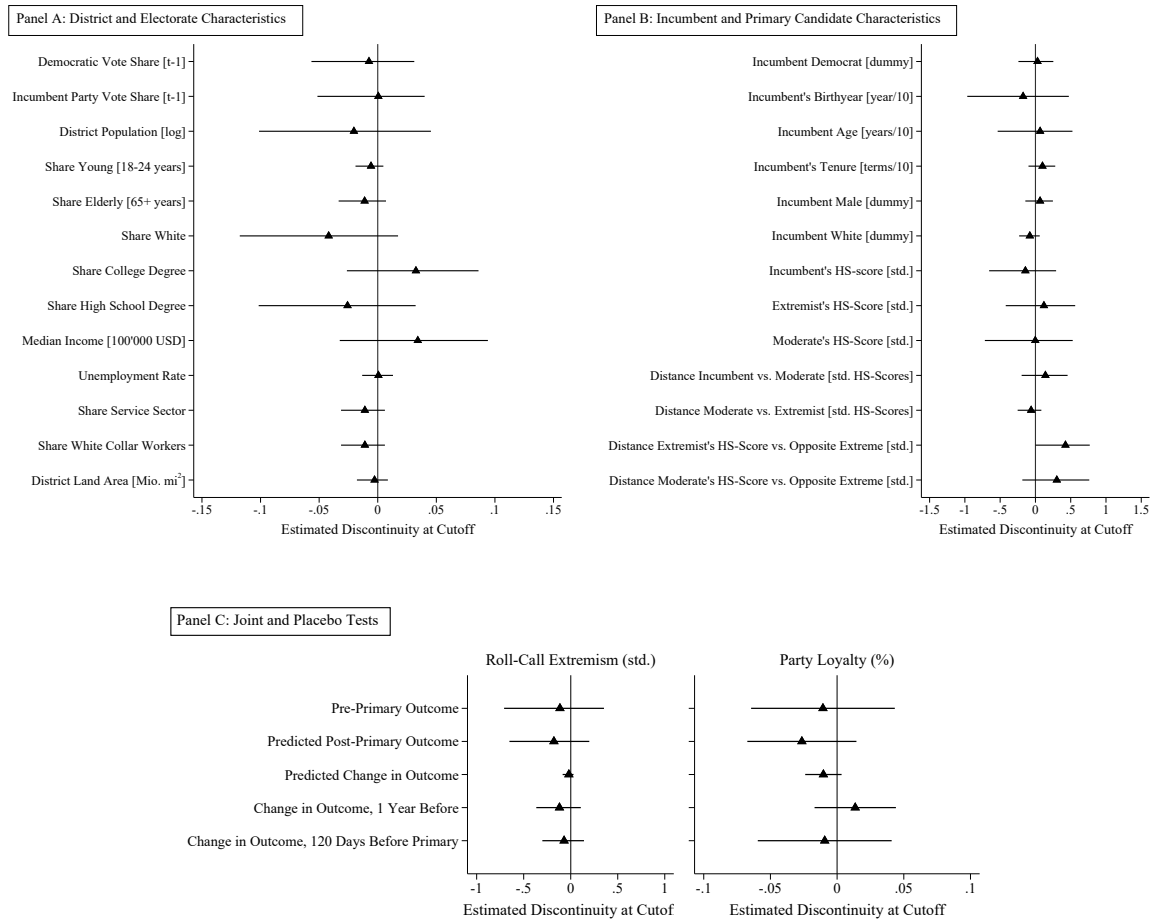 Panel A: District and Electorate Characteristics
Democratic Vote Share [t-1]
Incumbent Party Vote Share [t-1]
District Population [log]
Share Young [18-24 years]
Share Elderly [65+ years]
Share White
Share College Degree
Share High School Degree
Median Income [100'000 USD]
Unemployment Rate
Share Service Sector
Share White Collar Workers
District Land Area [Mio. mi²]
-.15 -.1 -.05 0 .05 .1 .15
Estimated Discontinuity at Cutoff
Panel B: Incumbent and Primary Candidate Characteristics
Incumbent Democrat [dummy]
Incumbent's Birthyear [year/10]
Incumbent Age [years/10]
Incumbent's Tenure [terms/10]
Incumbent Male [dummy]
Incumbent White [dummy]
Incumbent's HS-score [std.]
Extremist's HS-Score [std.]
Moderate's HS-Score [std.]
Distance Incumbent vs. Moderate [std. HS-Scores]
Distance Moderate vs. Extremist [std. HS-Scores]
Distance Extremist's HS-Score vs. Opposite Extreme [std.]
Distance Moderate's HS-Score vs. Opposite Extreme [std.]
-1.5 -1 -.5 0 .5 1 1.5
Estimated Discontinuity at Cutoff
Panel C: Joint and Placebo Tests
Roll-Call Extremism (std.)
Pre-Primary Outcome
Predicted Post-Primary Outcome
Predicted Change in Outcome
Change in Outcome, 1 Year Before
Change in Outcome, 120 Days Before Primary
-1 -.5 0 .5 1
Estimated Discontinuity at Cutoff
Party Loyalty (%)
-.1 -.05 0 .05 .1
Estimated Discontinuity at Cutoff